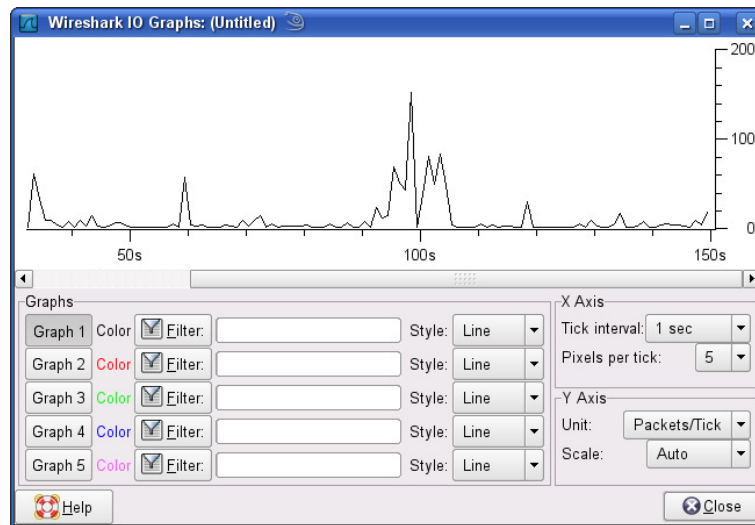 Wireshark IO Graphs: (Untitled)
200
100
0
50s 100s 150s
Graphs
Graph 1 Color Filter: Style: Line
Graph 2 Color Filter: Style: Line
Graph 3 Color Filter: Style: Line
Graph 4 Color Filter: Style: Line
Graph 5 Color Filter: Style: Line
X Axis
Tick interval: 1 sec
Pixels per tick: 5
Y Axis
Unit: Packets/Tick
Scale: Auto
Help
Close